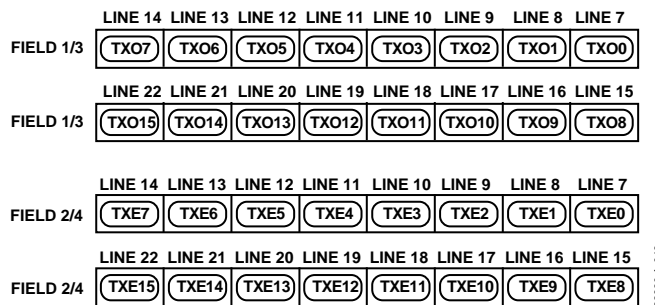 LINE 14 LINE 13 LINE 12 LINE 11 LINE 10 LINE 9 LINE 8 LINE 7
FIELD 1/3 TXO7 TXO6 TXO5 TXO4 TXO3 TXO2 TXO1 TXO0
LINE 22 LINE 21 LINE 20 LINE 19 LINE 18 LINE 17 LINE 16 LINE 15
FIELD 1/3 TXO15 TXO14 TXO13 TXO12 TXO11 TXO10 TXO9 TXO8
LINE 14 LINE 13 LINE 12 LINE 11 LINE 10 LINE 9 LINE 8 LINE 7
FIELD 2/4 TXE7 TXE6 TXE5 TXE4 TXE3 TXE2 TXE1 TXE0
LINE 22 LINE 21 LINE 20 LINE 19 LINE 18 LINE 17 LINE 16 LINE 15
FIELD 2/4 TXE15 TXE14 TXE13 TXE12 TXE11 TXE10 TXE9 TXE8